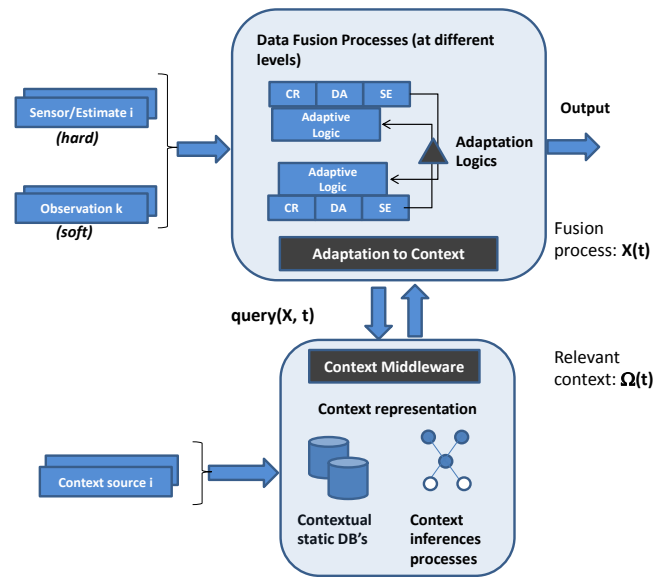 Data Fusion Processes (at different
levels)
CR DA SE
Adaptive
Logic
Adaptation
Logics
Adaptive
Logic
CR DA SE
Adaptation to Context
Sensor/Estimate i
(hard)
Observation k
(soft)
Output
Fusion
process: X(t)
query(X, t)
Relevant
context: Ω(t)
Context Middleware
Context representation
Context source i
Contextual
static DB's
Context
inferences
processes